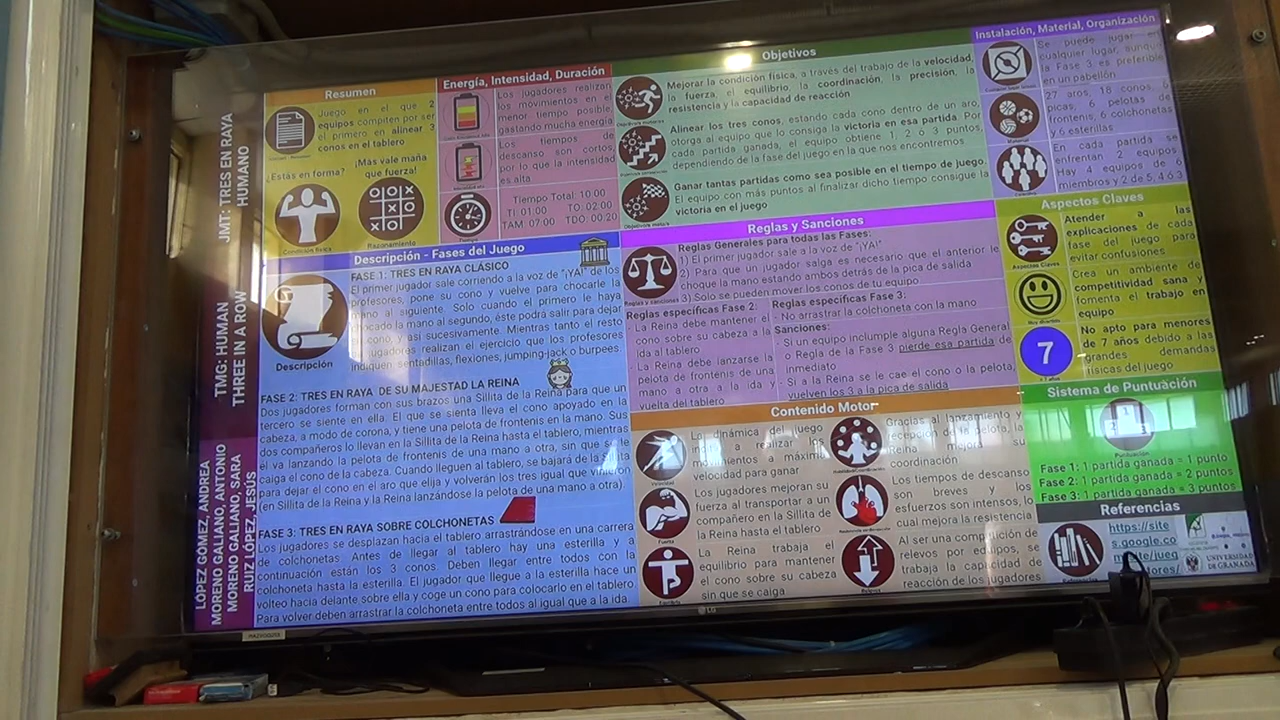 JMT: TRES EN RAYA
HUMANO
TMG: HUMAN
THREE IN A ROW
LÓPEZ GÓMEZ, ANDREA
MORENO GALIANO, ANTONIO
MORENO GALIANO, SARA
RUIZ LÓPEZ, JESÚS
Resumen
Juego en el que 2
equipos compiten por ser
el primero en alinear 3
conos en el tablero
¿Estás en forma?
¡Mas vale maña
que fuerza!
Condición física
Razonamiento
Energía, Intensidad, Duración
Los jugadores realizan
los movimientos en el
menor tiempo posible,
gastando mucha energía
Los tiempos de
descanso son cortos,
por lo que la intensidad
es alta
Tiempo Total: 10:00
TI: 01:00 TO: 02:00
TAM: 07:00 TDO: 00:20
Tiempo
Objetivos
Mejorar la condición física, a través del trabajo de la velocidad,
la fuerza, el equilibrio, la coordinación, la precisión, la
resistencia y la capacidad de reacción
Alinear los tres conos, estando cada cono dentro de un aro,
otorga al equipo que lo consiga la victoria en esa partida. Por
cada partida ganada, el equipo obtiene 1, 2 ó 3 puntos,
dependiendo de la fase del juego en la que nos encontremos
Ganar tantas partidas como sea posible en el tiempo de juego.
El equipo con más puntos al finalizar dicho tiempo consigue la
victoria en el juego
Instalación, Material, Organización
Se puede jugar en
cualquier lugar, aunque
la Fase 3 es preferible
en un pabellón
27 aros, 18 conos, 6
picas, 6 pelotas de
frontenis, 6 colchonetas
y 6 esterillas
En cada partida se
enfrentan 2 equipos
Hay 4 equipos de 6
miembros y 2 de 5, 4 ó 3
Descripción - Fases del Juego
Descripción
FASE 1: TRES EN RAYA CLÁSICO
El primer jugador sale corriendo a la voz de "¡YA!" de los
profesores, pone su cono y vuelve para chocarle la
mano al siguiente. Solo cuando el primero le haya
chocado la mano al segundo, éste podrá salir para dejar
el cono, y así sucesivamente. Mientras tanto el resto
jugadores realizan el ejercicio que los profesores
indiquen: sentadillas, flexiones, jumping-jack o burpees.
FASE 2: TRES EN RAYA DE SU MAJESTAD LA REINA
Dos jugadores forman con sus brazos una Sillita de la Reina para que un
tercero se siente en ella. El que se sienta lleva el cono apoyado en la
cabeza, a modo de corona, y tiene una pelota de frontenis en la mano. Sus
dos compañeros lo llevan en la Sillita de la Reina hasta el tablero, mientras
él va lanzando la pelota de frontenis de una mano a otra, sin que se le
caiga el cono de la cabeza. Cuando lleguen al tablero, se bajará de la Sillita
para dejar el cono en el aro que elija y volverán los tres igual que vinieron
(en Sillita de la Reina y la Reina lanzándose la pelota de una mano a otra)
FASE 3: TRES EN RAYA SOBRE COLCHONETAS
Los jugadores se desplazan hacia el tablero arrastrándose en una carrera
de colchonetas. Antes de llegar al tablero hay una esterilla y a
continuación están los 3 conos. Deben llegar entre todos con la
colchoneta hasta la esterilla. El jugador que llegue a la esterilla hace un
volteo hacia delante sobre ella y coge un cono para colocarlo en el tablero.
Para volver deben arrastrar la colchoneta entre todos al igual que a la ida.
Reglas y Sanciones
Reglas y sanciones
Reglas Generales para todas las Fases:
1) El primer jugador sale a la voz de "¡YA!"
2) Para que un jugador salga es necesario que el anterior le
choque la mano estando ambos detrás de la pica de salida
3) Solo se pueden mover los conos de tu equipo
Reglas específicas Fase 2:
- La Reina debe mantener el
cono sobre su cabeza a la
ida al tablero
- La Reina debe lanzarse la
pelota de frontenis de una
mano a otra a la ida y
vuelta del tablero
Reglas específicas Fase 3:
- No arrastrar la colchoneta con la mano
Sanciones:
- Si un equipo incumple alguna Regla General
o Regla de la Fase 3 pierde esa partida de
inmediato
- Si a la Reina se le cae el cono o la pelota,
vuelven los 3 a la pica de salida
Contenido Motor
La dinámica del juego
a realizar los
movimientos a máxima
velocidad para ganar
Velocidad
Los jugadores mejoran su
fuerza al transportar a un
compañero en la Sillita de
la Reina hasta el tablero
Fuerza
La Reina trabaja el
equilibrio para mantener
el cono sobre su cabeza
sin que se caiga
Gracias al lanzamiento y
recepción de la pelota, la
Reina mejora su
coordinación
Los tiempos de descanso
son breves y los
esfuerzos son intensos, lo
cual mejora la resistencia
Al ser una competición de
relevos por equipos, se
trabaja la capacidad de
reacción de los jugadores
Aspectos Claves
Aspectos Claves
Atender a las
explicaciones de cada
fase del juego para
evitar confusiones
Crea un ambiente de
competitividad sana y
fomenta el trabajo en
equipo
7
No apto para menores
de 7 años debido a las
grandes demandas
físicas del juego
Sistema de Puntuación
Puntuación
Fase 1: 1 partida ganada = 1 punto
Fase 2: 1 partida ganada = 2 puntos
Fase 3: 1 partida ganada = 3 puntos
Referencias
https://site
s.google.co
UNIVERSIDAD
DE GRANADA
LG